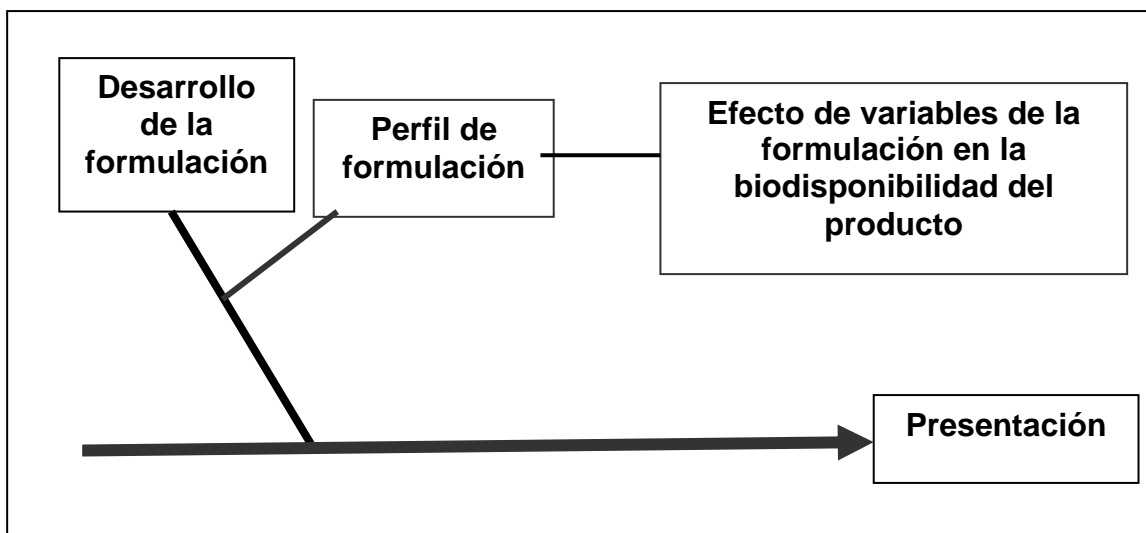 Desarrollo
de la
formulación
Perfil de
formulación
Efecto de variables de la
formulación en la
biodisponibilidad del
producto
Presentación